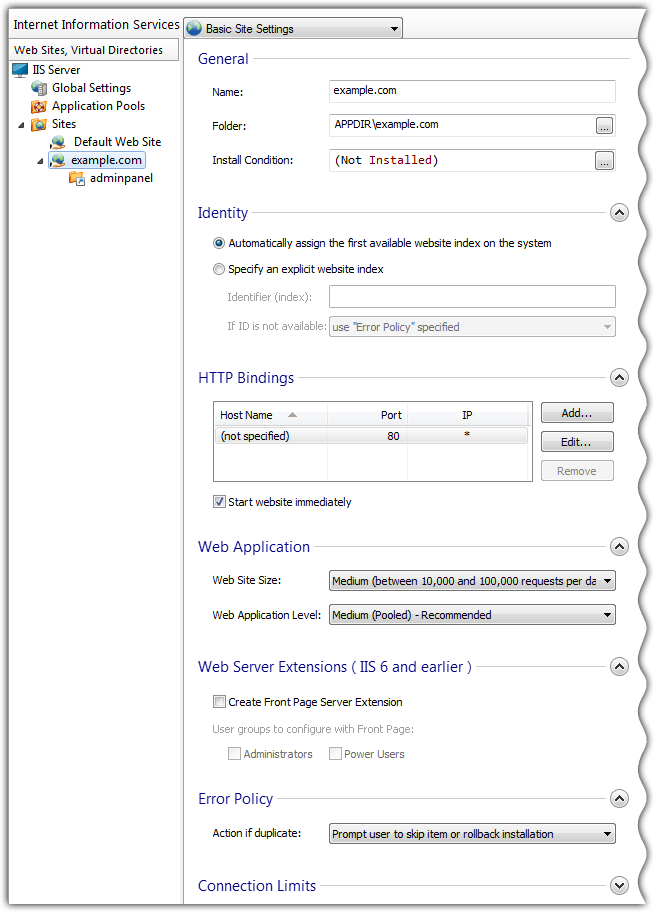 Internet Information Services
Basic Site Settings
Web Sites, Virtual Directories
IIS Server
Global Settings
Application Pools
Sites
Default Web Site
example.com
adminpanel
General
Name: example.com
Folder: APPDIR\example.com ...
Install Condition: (Not Installed) ...
Identity
Automatically assign the first available website index on the system
Specify an explicit website index
Identifier (index):
If ID is not available: use "Error Policy" specified
HTTP Bindings
Host Name Port IP
(not specified) 80 *
Add...
Edit...
Remove
Start website immediately
Web Application
Web Site Size: Medium (between 10,000 and 100,000 requests per da
Web Application Level: Medium (Pooled) - Recommended
Web Server Extensions ( IIS 6 and earlier )
Create Front Page Server Extension
User groups to configure with Front Page:
Administrators Power Users
Error Policy
Action if duplicate: Prompt user to skip item or rollback installation
Connection Limits